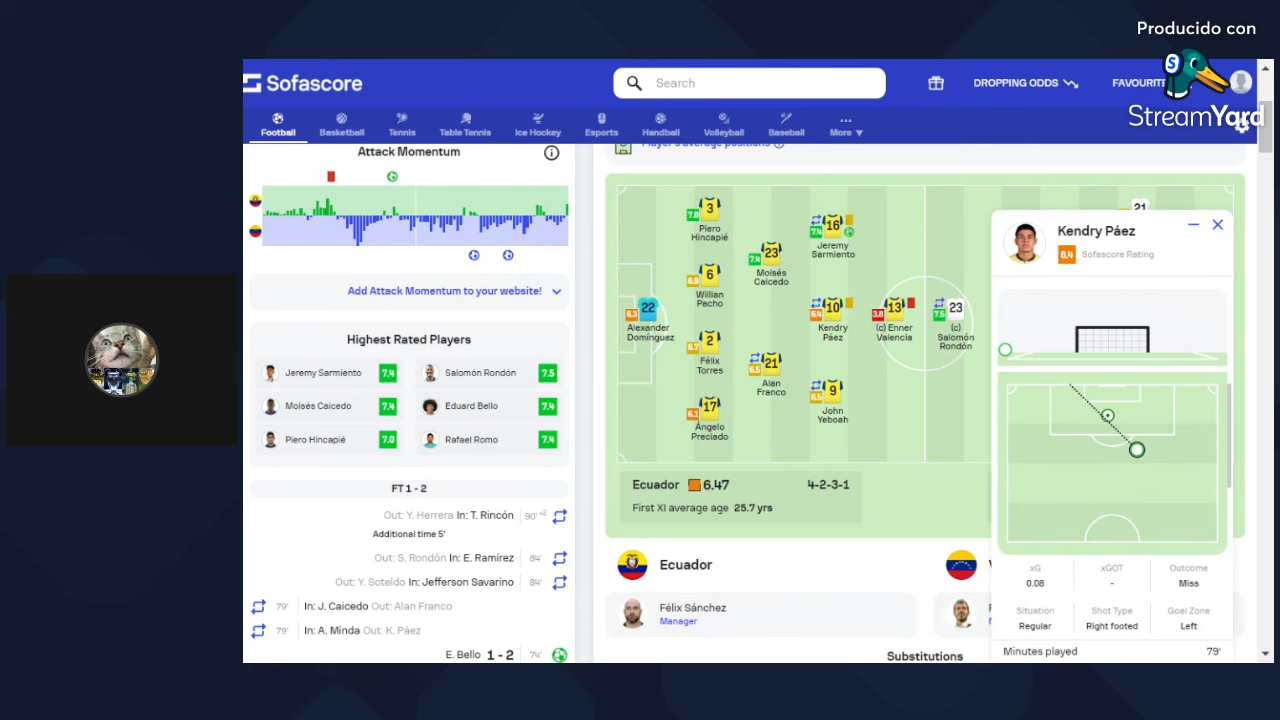 Producido con
StreamYard
Sofascore
Search
DROPPING ODDS
FAVOURITE
Football
Basketball
Tennis
Table Tennis
Ice Hockey
Esports
Handball
Volleyball
Baseball
More
Attack Momentum
Add Attack Momentum to your website!
Highest Rated Players
Jeremy Sarmiento 7.4
Salomón Rondón 7.5
Moisés Caicedo 7.4
Eduard Bello 7.4
Piero Hincapié 7.0
Rafael Romo 7.4
FT 1 - 2
Out: Y. Herrera In: T. Rincón 90' +2
Additional time 5'
Out: S. Rondón In: E. Ramírez 84'
Out: Y. Soteldo In: Jefferson Savarino 84'
79' In: J. Caicedo Out: Alan Franco
79' In: A. Minda Out: K. Páez
E. Bello 1 - 2 74'
Player's average positions
22
6.3
Alexander
Domínguez
3
7.0
Piero
Hincapié
6
6.9
Willian
Pacho
2
6.7
Félix
Torres
17
6.1
Ángelo
Preciado
23
7.4
Moisés
Caicedo
21
6.5
Alan
Franco
16
7.4
Jeremy
Sarmiento
10
6.4
Kendry
Páez
9
6.5
John
Yeboah
13
3.8
(c) Enner
Valencia
23
7.5
(c)
Salomón
Rondón
21
Ecuador 6.47
4-2-3-1
First XI average age 25.7 yrs
Ecuador
Félix Sánchez
Manager
Substitutions
Kendry Páez
6.4 Sofascore Rating
xG
0.08
xGOT
-
Outcome
Miss
Situation
Regular
Shot Type
Right footed
Goal Zone
Left
Minutes played 79'